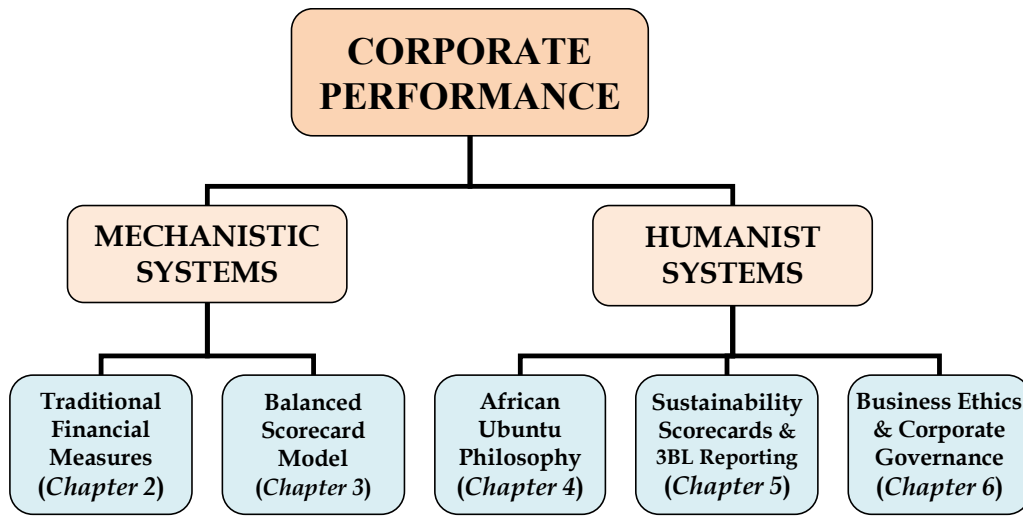 CORPORATE
PERFORMANCE
MECHANISTIC
SYSTEMS
HUMANIST
SYSTEMS
Traditional
Financial
Measures
(Chapter 2)
Balanced
Scorecard
Model
(Chapter 3)
African
Ubuntu
Philosophy
(Chapter 4)
Sustainability
Scorecards &
3BL Reporting
(Chapter 5)
Business Ethics
& Corporate
Governance
(Chapter 6)